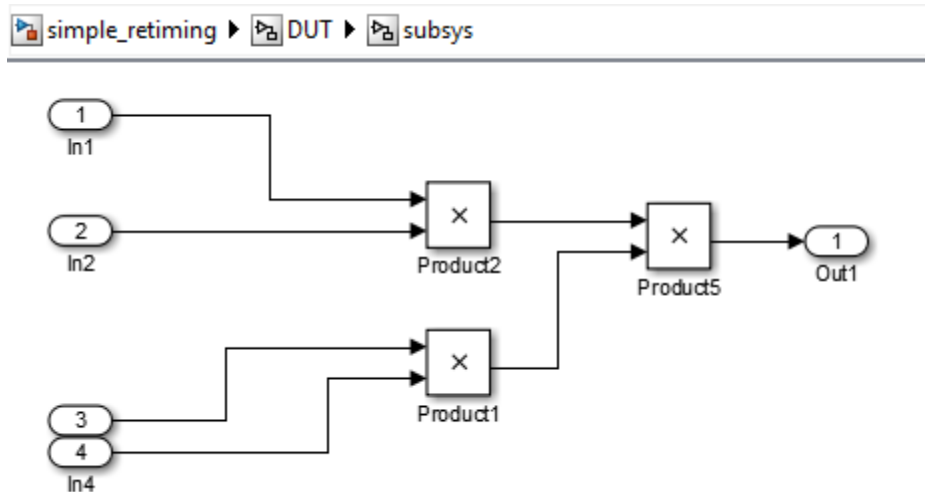 simple_retiming ▶ DUT ▶ subsys
1
In1
×
2
Product2
×
1
In2
Product5
Out1
×
3
Product1
4
In4